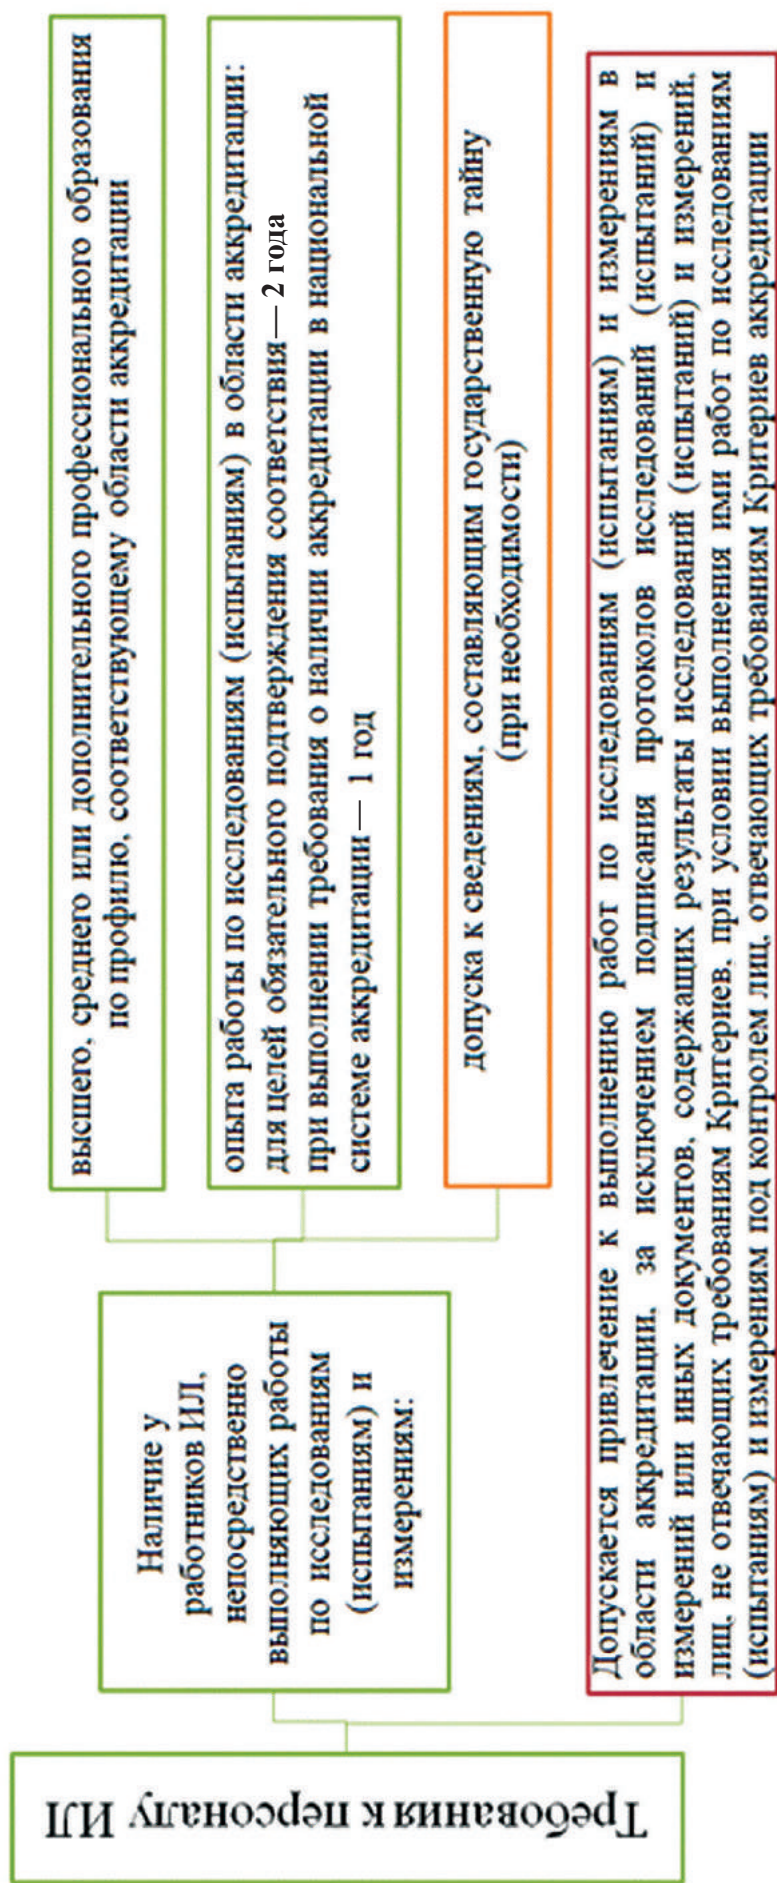 Требования к персоналу ИЛ
Наличие у
работников ИЛ,
непосредственно
выполняющих работы
по исследованиям
(испытаниям) и
измерениям:
высшего, среднего или дополнительного профессионального образования
по профилю, соответствующему области аккредитации
опыта работы по исследованиям (испытаниям) в области аккредитации:
для целей обязательного подтверждения соответствия — 2 года
при выполнении требования о наличии аккредитации в национальной
системе аккредитации — 1 год
допуска к сведениям, составляющим государственную тайну
(при необходимости)
Допускается привлечение к выполнению работ по исследованиям (испытаниям) и измерениям в
области аккредитации, за исключением подписания протоколов исследований (испытаний) и
измерений или иных документов, содержащих результаты исследований (испытаний) и измерений,
лиц, не отвечающих требованиям Критериев, при условии выполнения ими работ по исследованиям
(испытаниям) и измерениям под контролем лиц, отвечающих требованиям Критериев аккредитации